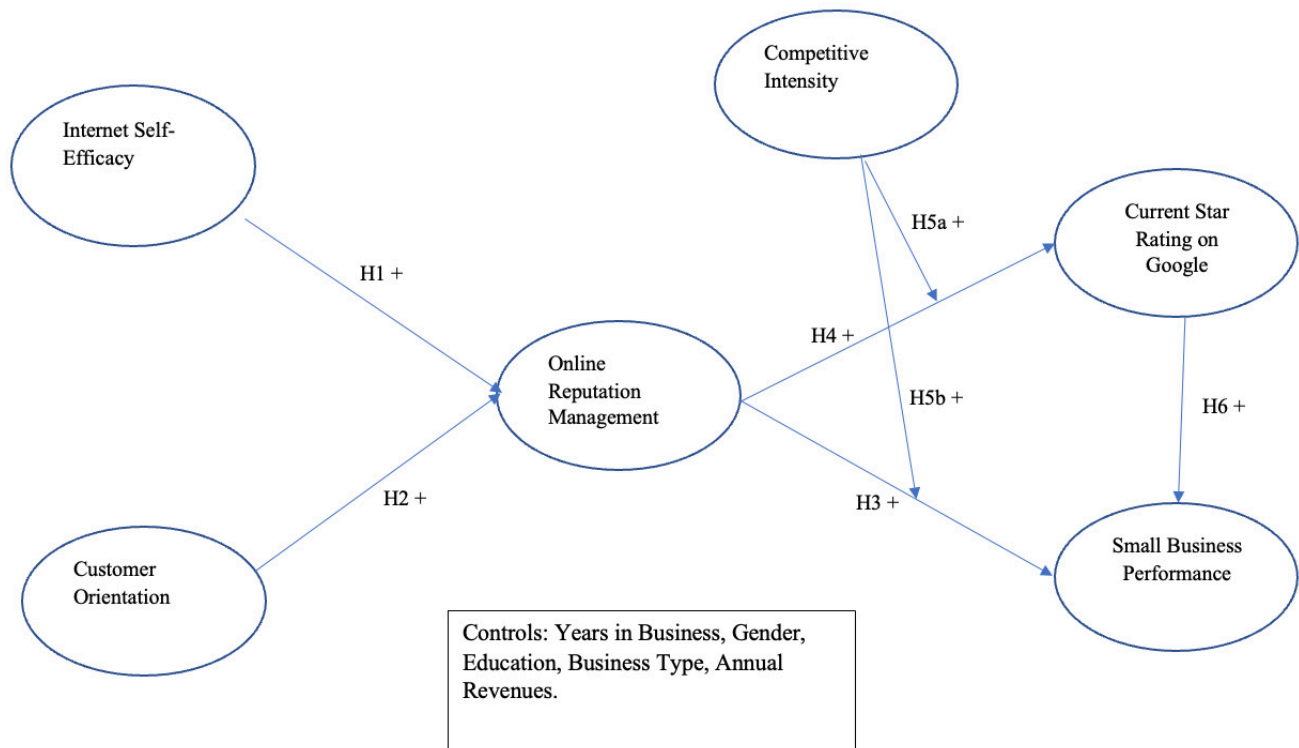 Competitive
Intensity
Internet Self-
Efficacy
Current Star
Rating on
Google
H5a +
H1 +
H4 +
Online
Reputation
Management
H5b +
H6 +
H2 +
H3 +
Customer
Orientation
Small Business
Performance
Controls: Years in Business, Gender,
Education, Business Type, Annual
Revenues.